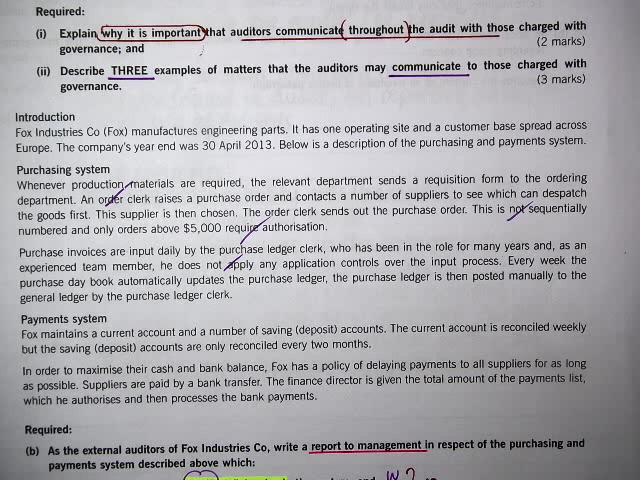 Required:
(i) Explain why it is important that auditors communicate throughout the audit with those charged with
governance; and (2 marks)
(ii) Describe THREE examples of matters that the auditors may communicate to those charged with
governance. (3 marks)
Introduction
Fox Industries Co (Fox) manufactures engineering parts. It has one operating site and a customer base spread across
Europe. The company's year end was 30 April 2013. Below is a description of the purchasing and payments system.
Purchasing system
Whenever production materials are required, the relevant department sends a requisition form to the ordering
department. An order clerk raises a purchase order and contacts a number of suppliers to see which can despatch
the goods first. This supplier is then chosen. The order clerk sends out the purchase order. This is not sequentially
numbered and only orders above $5,000 require authorisation.
Purchase invoices are input daily by the purchase ledger clerk, who has been in the role for many years and, as an
experienced team member, he does not apply any application controls over the input process. Every week the
purchase day book automatically updates the purchase ledger, the purchase ledger is then posted manually to the
general ledger by the purchase ledger clerk.
Payments system
Fox maintains a current account and a number of saving (deposit) accounts. The current account is reconciled weekly
but the saving (deposit) accounts are only reconciled every two months.
In order to maximise their cash and bank balance, Fox has a policy of delaying payments to all suppliers for as long
as possible. Suppliers are paid by a bank transfer. The finance director is given the total amount of the payments list,
which he authorises and then processes the bank payments.
Required:
(b) As the external auditors of Fox Industries Co, write a report to management in respect of the purchasing and
payments system described above which: